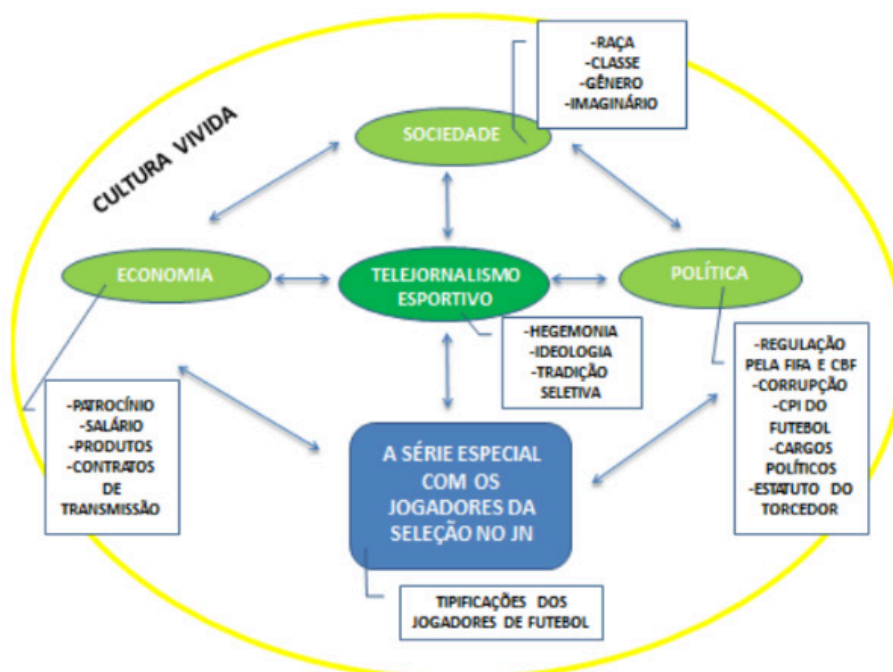 -RAÇA
-CLASSE
-GÊNERO
-IMAGINÁRIO
CULTURA VIVIDA
SOCIEDADE
ECONOMIA
TELEJORNALISMO
ESPORTIVO
POLÍTICA
-HEGEMONIA
-IDEOLOGIA
-TRADIÇÃO
SELETIVA
-REGULAÇÃO
PELA FIFA E CBF
-CORRUPÇÃO
-CPI DO
FUTEBOL
-CARGOS
POLÍTICOS
-ESTATUTO DO
TORCEDOR
-PATROCÍNIO
-SALÁRIO
-PRODUTOS
-CONTRATOS
DE
TRANSMISSÃO
A SÉRIE ESPECIAL
COM OS
JOGADORES DA
SELEÇÃO NO JN
TIPIFICAÇÕES DOS
JOGADORES DE FUTEBOL